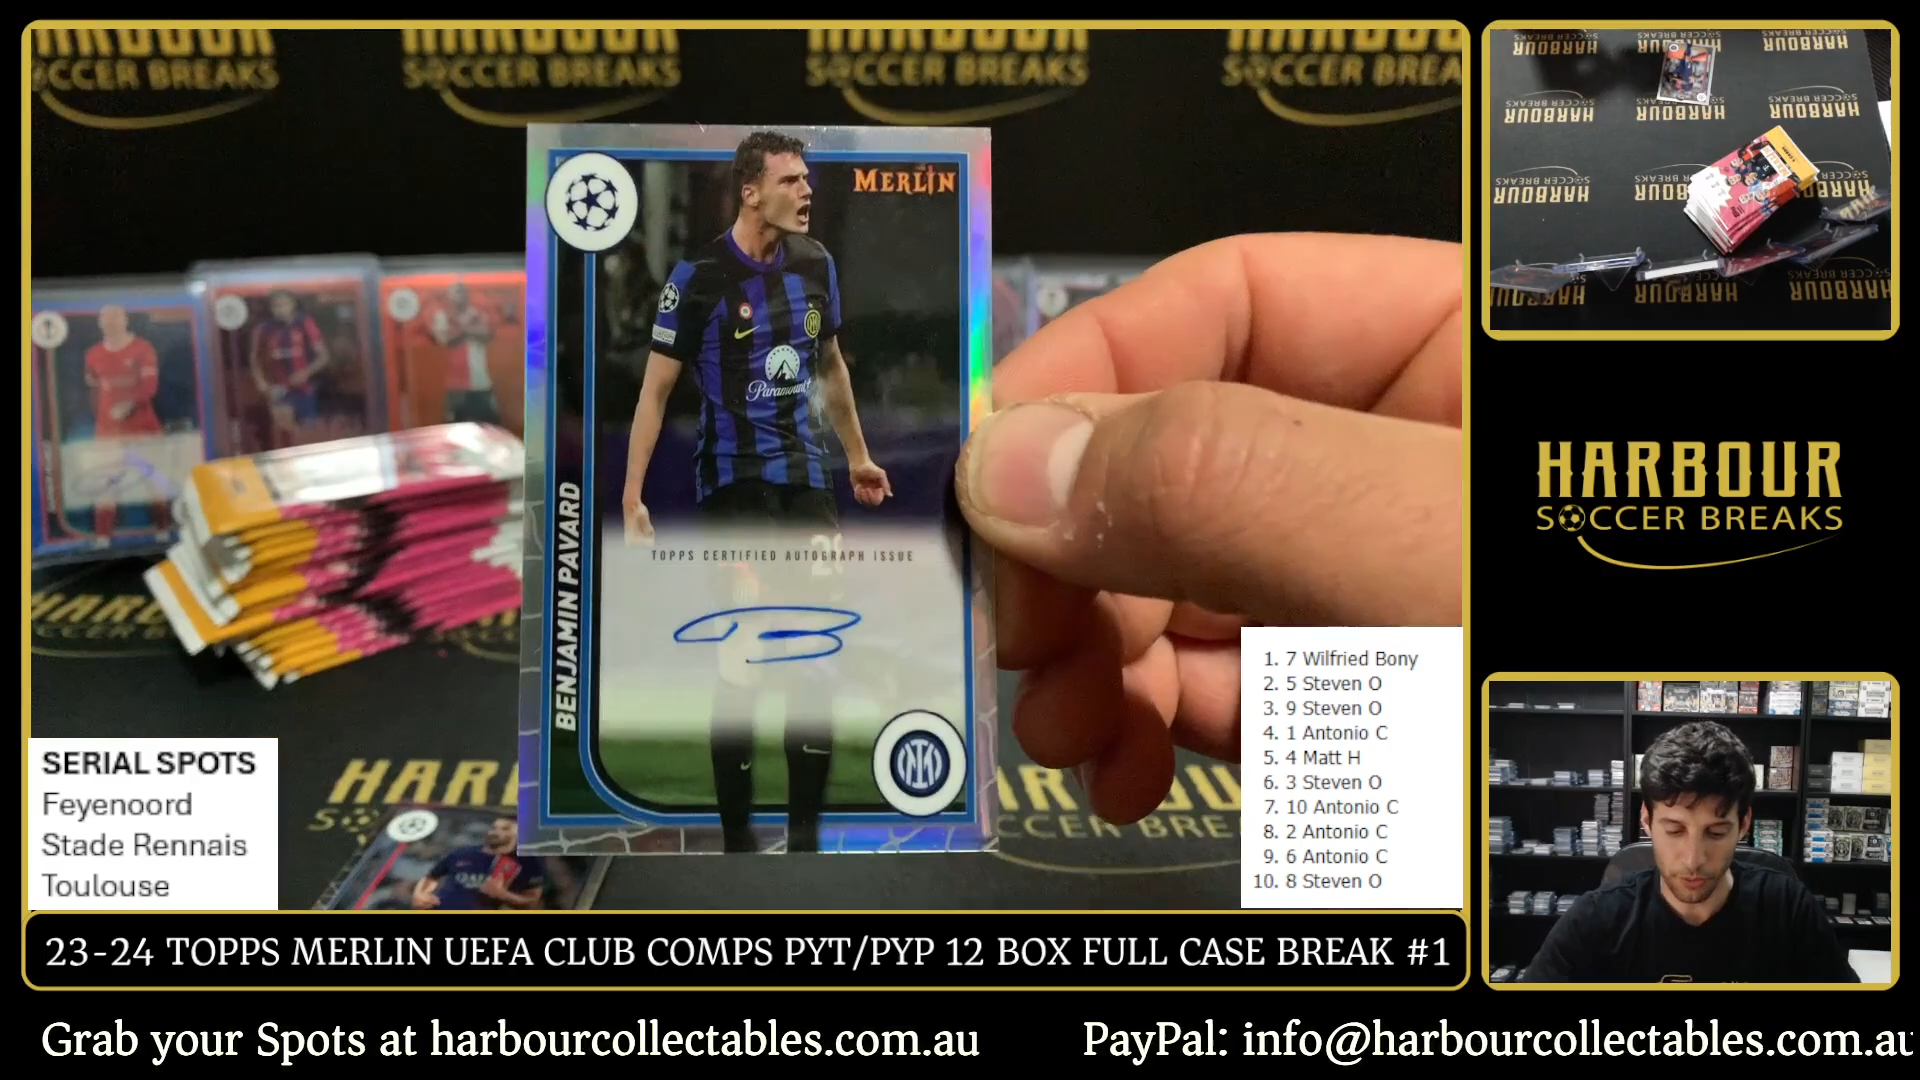 HARBOUR
SOCCER BREAKS
MERLIN
Paramount+
TOPPS CERTIFIED AUTOGRAPH ISSUE
BENJAMIN PAVARD
SERIAL SPOTS
Feyenoord
Stade Rennais
Toulouse
1. 7 Wilfried Bony
2. 5 Steven O
3. 9 Steven O
4. 1 Antonio C
5. 4 Matt H
6. 3 Steven O
7. 10 Antonio C
8. 2 Antonio C
9. 6 Antonio C
10. 8 Steven O
HARBOUR
SOCCER BREAKS
23-24 TOPPS MERLIN UEFA CLUB COMPS PYT/PYP 12 BOX FULL CASE BREAK #1
Grab your Spots at harbourcollectables.com.au
PayPal: info@harbourcollectables.com.au